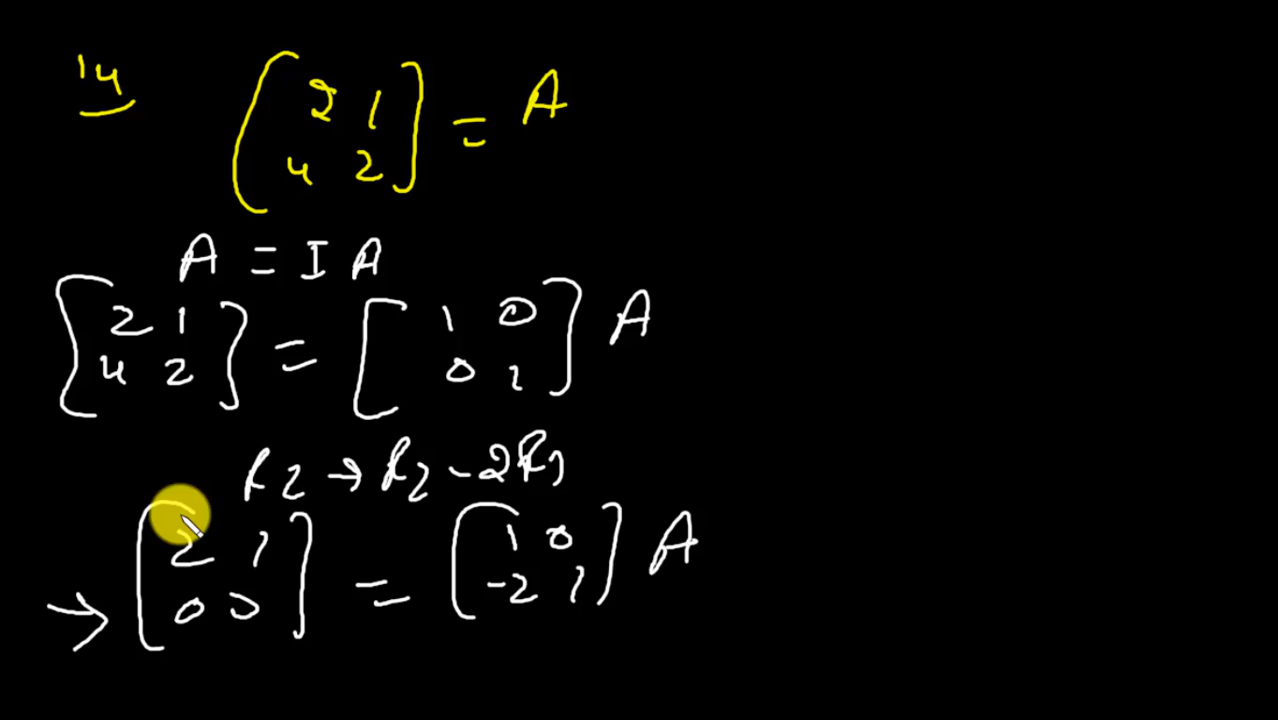 14
[2 1
4 2] = A
A = I A
[2 1
4 2] = [1 0
0 1] A
R2 → R2 - 2R1
→ [2 1
0 0] = [1 0
-2 1] A